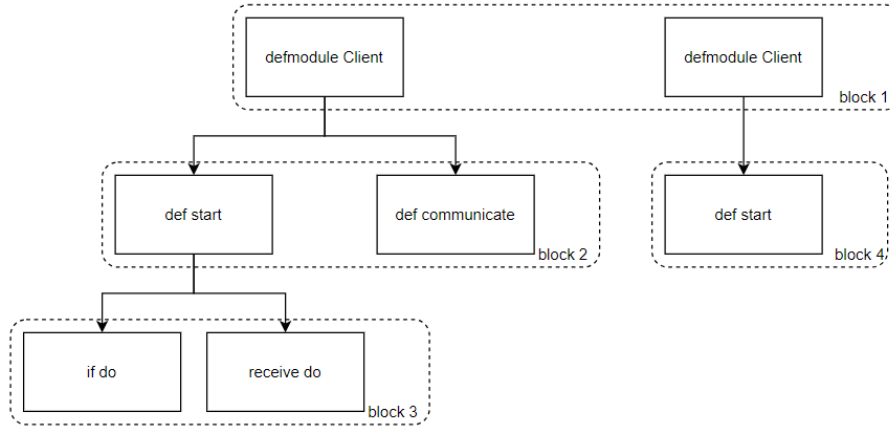 defmodule Client
defmodule Client
block 1
def start
def communicate
block 2
def start
block 4
if do
receive do
block 3